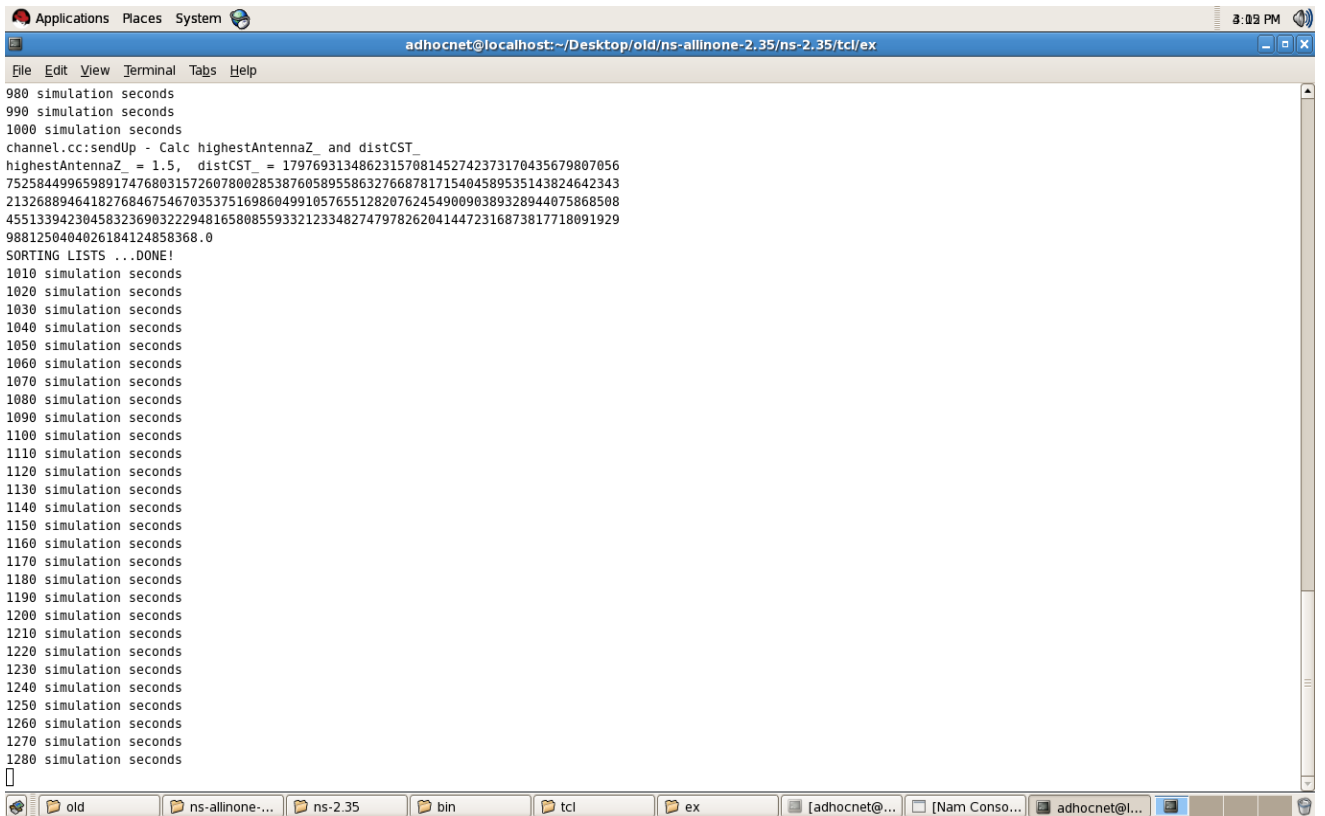 Applications Places System
adhocnet@localhost:~/Desktop/old/ns-allinone-2.35/ns-2.35/tcl/ex
File Edit View Terminal Tabs Help
980 simulation seconds
990 simulation seconds
1000 simulation seconds
channel.cc:sendUp - Calc highestAntennaZ_ and distCST_
highestAntennaZ_ = 1.5,  distCST_ = 17976931348623157081452742373170435679807056
75258449965989174768031572607800285387605895586327668781715404589535143824642343
21326889464182768467546703537516986049910576551282076245490090389328944075868508
45513394230458323690322294816580855933212334827479782620414472316873817718091929
9881250404026184124858368.0
SORTING LISTS ...DONE!
1010 simulation seconds
1020 simulation seconds
1030 simulation seconds
1040 simulation seconds
1050 simulation seconds
1060 simulation seconds
1070 simulation seconds
1080 simulation seconds
1090 simulation seconds
1100 simulation seconds
1110 simulation seconds
1120 simulation seconds
1130 simulation seconds
1140 simulation seconds
1150 simulation seconds
1160 simulation seconds
1170 simulation seconds
1180 simulation seconds
1190 simulation seconds
1200 simulation seconds
1210 simulation seconds
1220 simulation seconds
1230 simulation seconds
1240 simulation seconds
1250 simulation seconds
1260 simulation seconds
1270 simulation seconds
1280 simulation seconds
old ns-allinone-... ns-2.35 bin tcl ex [adhocnet@... [Nam Conso... adhocnet@l...